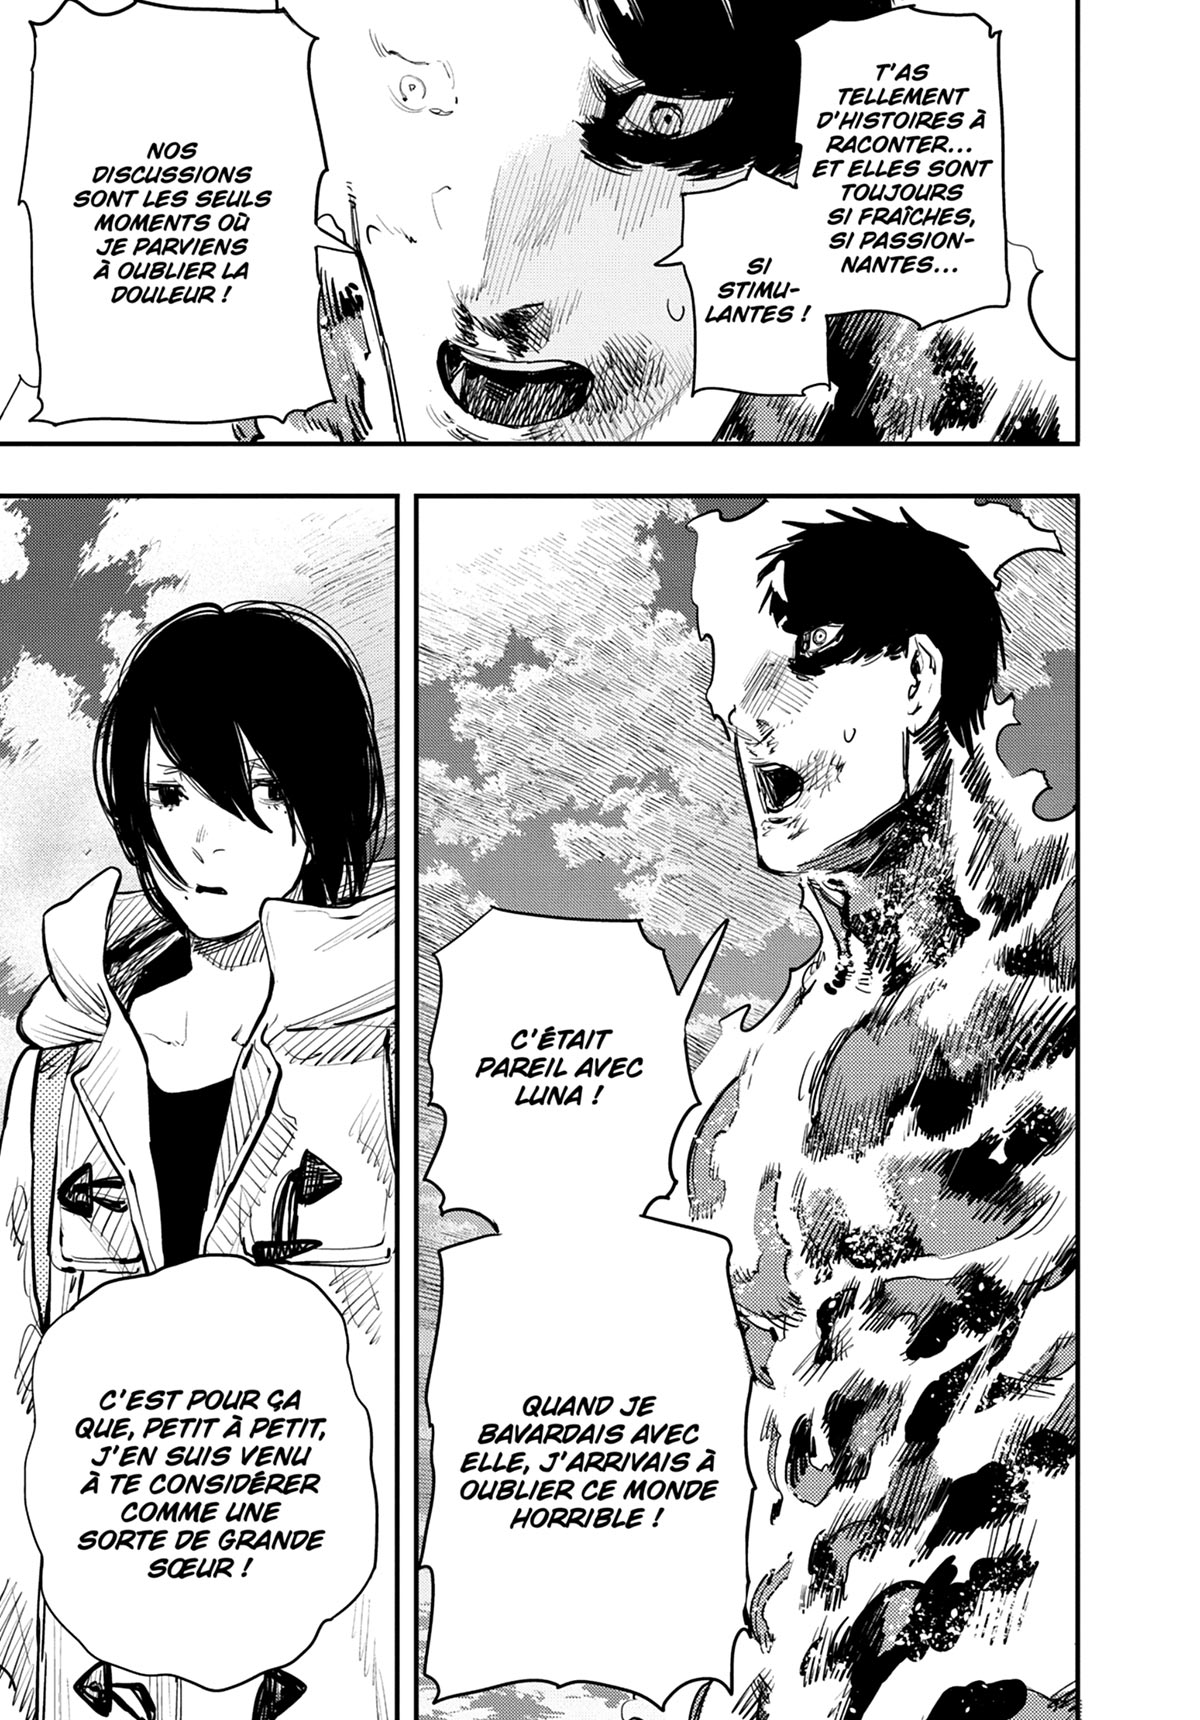 T'AS
TELLEMENT
D'HISTOIRES À
RACONTER...
ET ELLES SONT
TOUJOURS
SI FRAÎCHES,
SI PASSION-
NANTES...
SI
STIMU-
LANTES !
NOS
DISCUSSIONS
SONT LES SEULS
MOMENTS OÙ
JE PARVIENS
À OUBLIER LA
DOULEUR !
C'ÉTAIT
PAREIL AVEC
LUNA !
QUAND JE
BAVARDAIS AVEC
ELLE, J'ARRIVAIS À
OUBLIER CE MONDE
HORRIBLE !
C'EST POUR ÇA
QUE, PETIT À PETIT,
J'EN SUIS VENU
À TE CONSIDÉRER
COMME UNE
SORTE DE GRANDE
SŒUR !